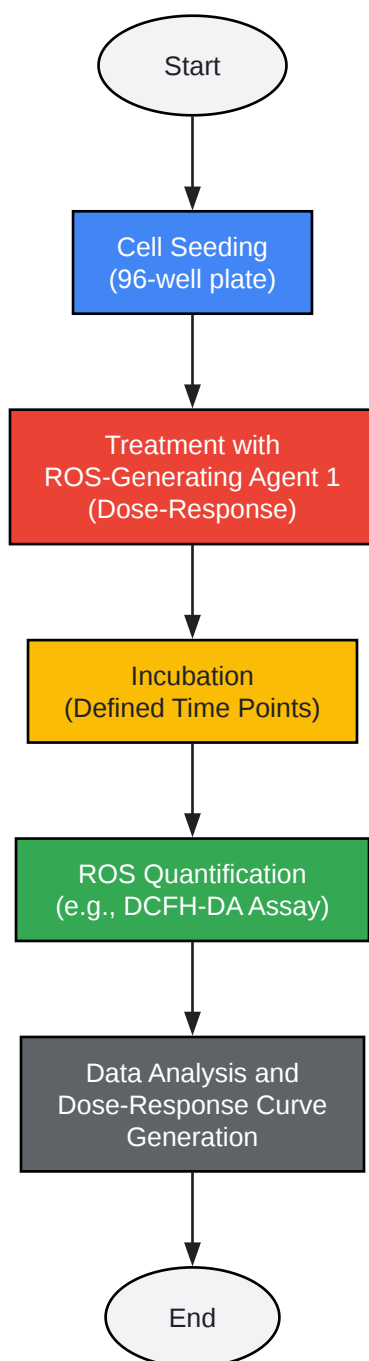 Start
Cell Seeding
(96-well plate)
Treatment with
ROS-Generating Agent 1
(Dose-Response)
Incubation
(Defined Time Points)
ROS Quantification
(e.g., DCFH-DA Assay)
Data Analysis and
Dose-Response Curve
Generation
End